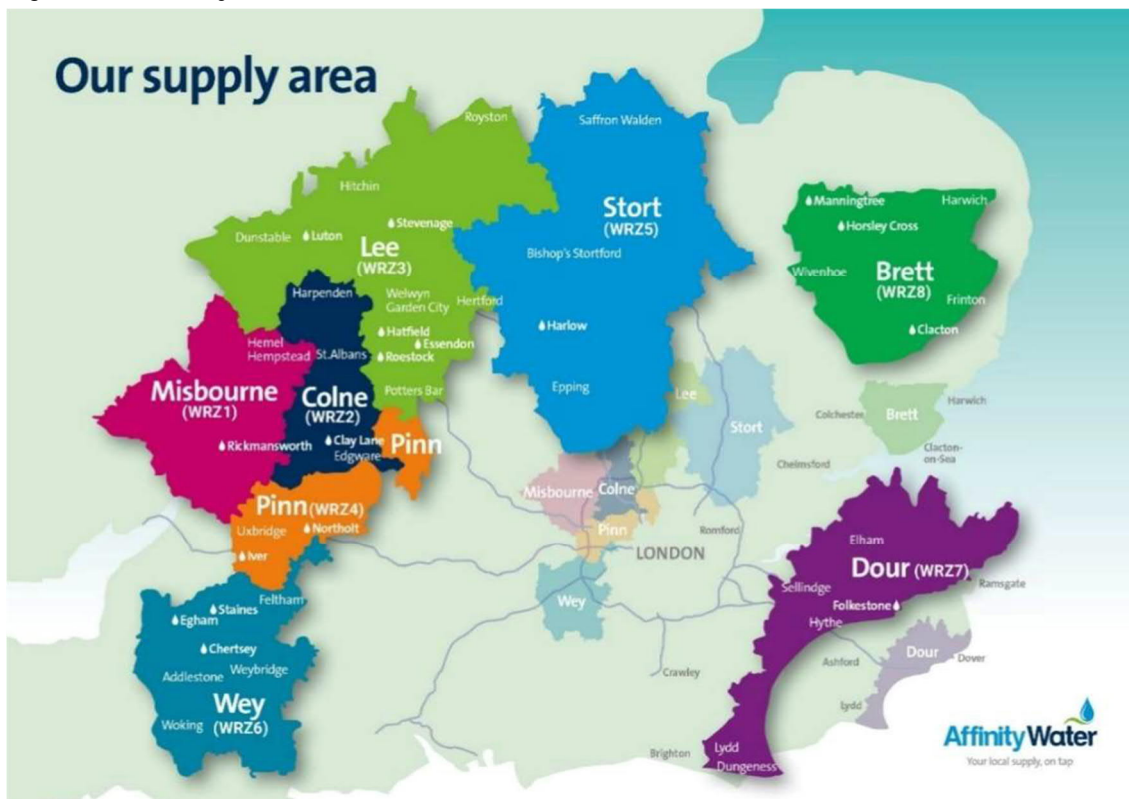 Our supply area
Royston
Saffron Walden
Hitchin
Stevenage
Dunstable
Luton
Lee
(WRZ3)
Stort
(WRZ5)
Bishop's Stortford
Manningtree
Harwich
Horsley Cross
Wivenhoe
Brett
(WRZ8)
Frinton
Clacton
Harpenden
Welwyn
Garden City
Hertford
Hatfield
Essendon
Roestock
Harlow
Hemel
Hempstead
St.Albans
Potters Bar
Epping
Misbourne
(WRZ1)
Colne
(WRZ2)
Rickmansworth
Clay Lane
Edgware
Pinn
Pinn (WRZ4)
Uxbridge
Northolt
Iver
Lee
Stort
Colchester
Brett
Harwich
Clacton-
on-Sea
Chelmsford
Misbourne
Colne
Pinn
Romford
LONDON
Wey
Elham
Dour (WRZ7)
Sellindge
Ramsgate
Folkestone
Hythe
Feltham
Staines
Egham
Chertsey
Addlestone
Weybridge
Wey
(WRZ6)
Woking
Crawley
Ashford
Dour
Dover
Lydd
Brighton
Lydd
Dungeness
AffinityWater
Your local supply, on tap